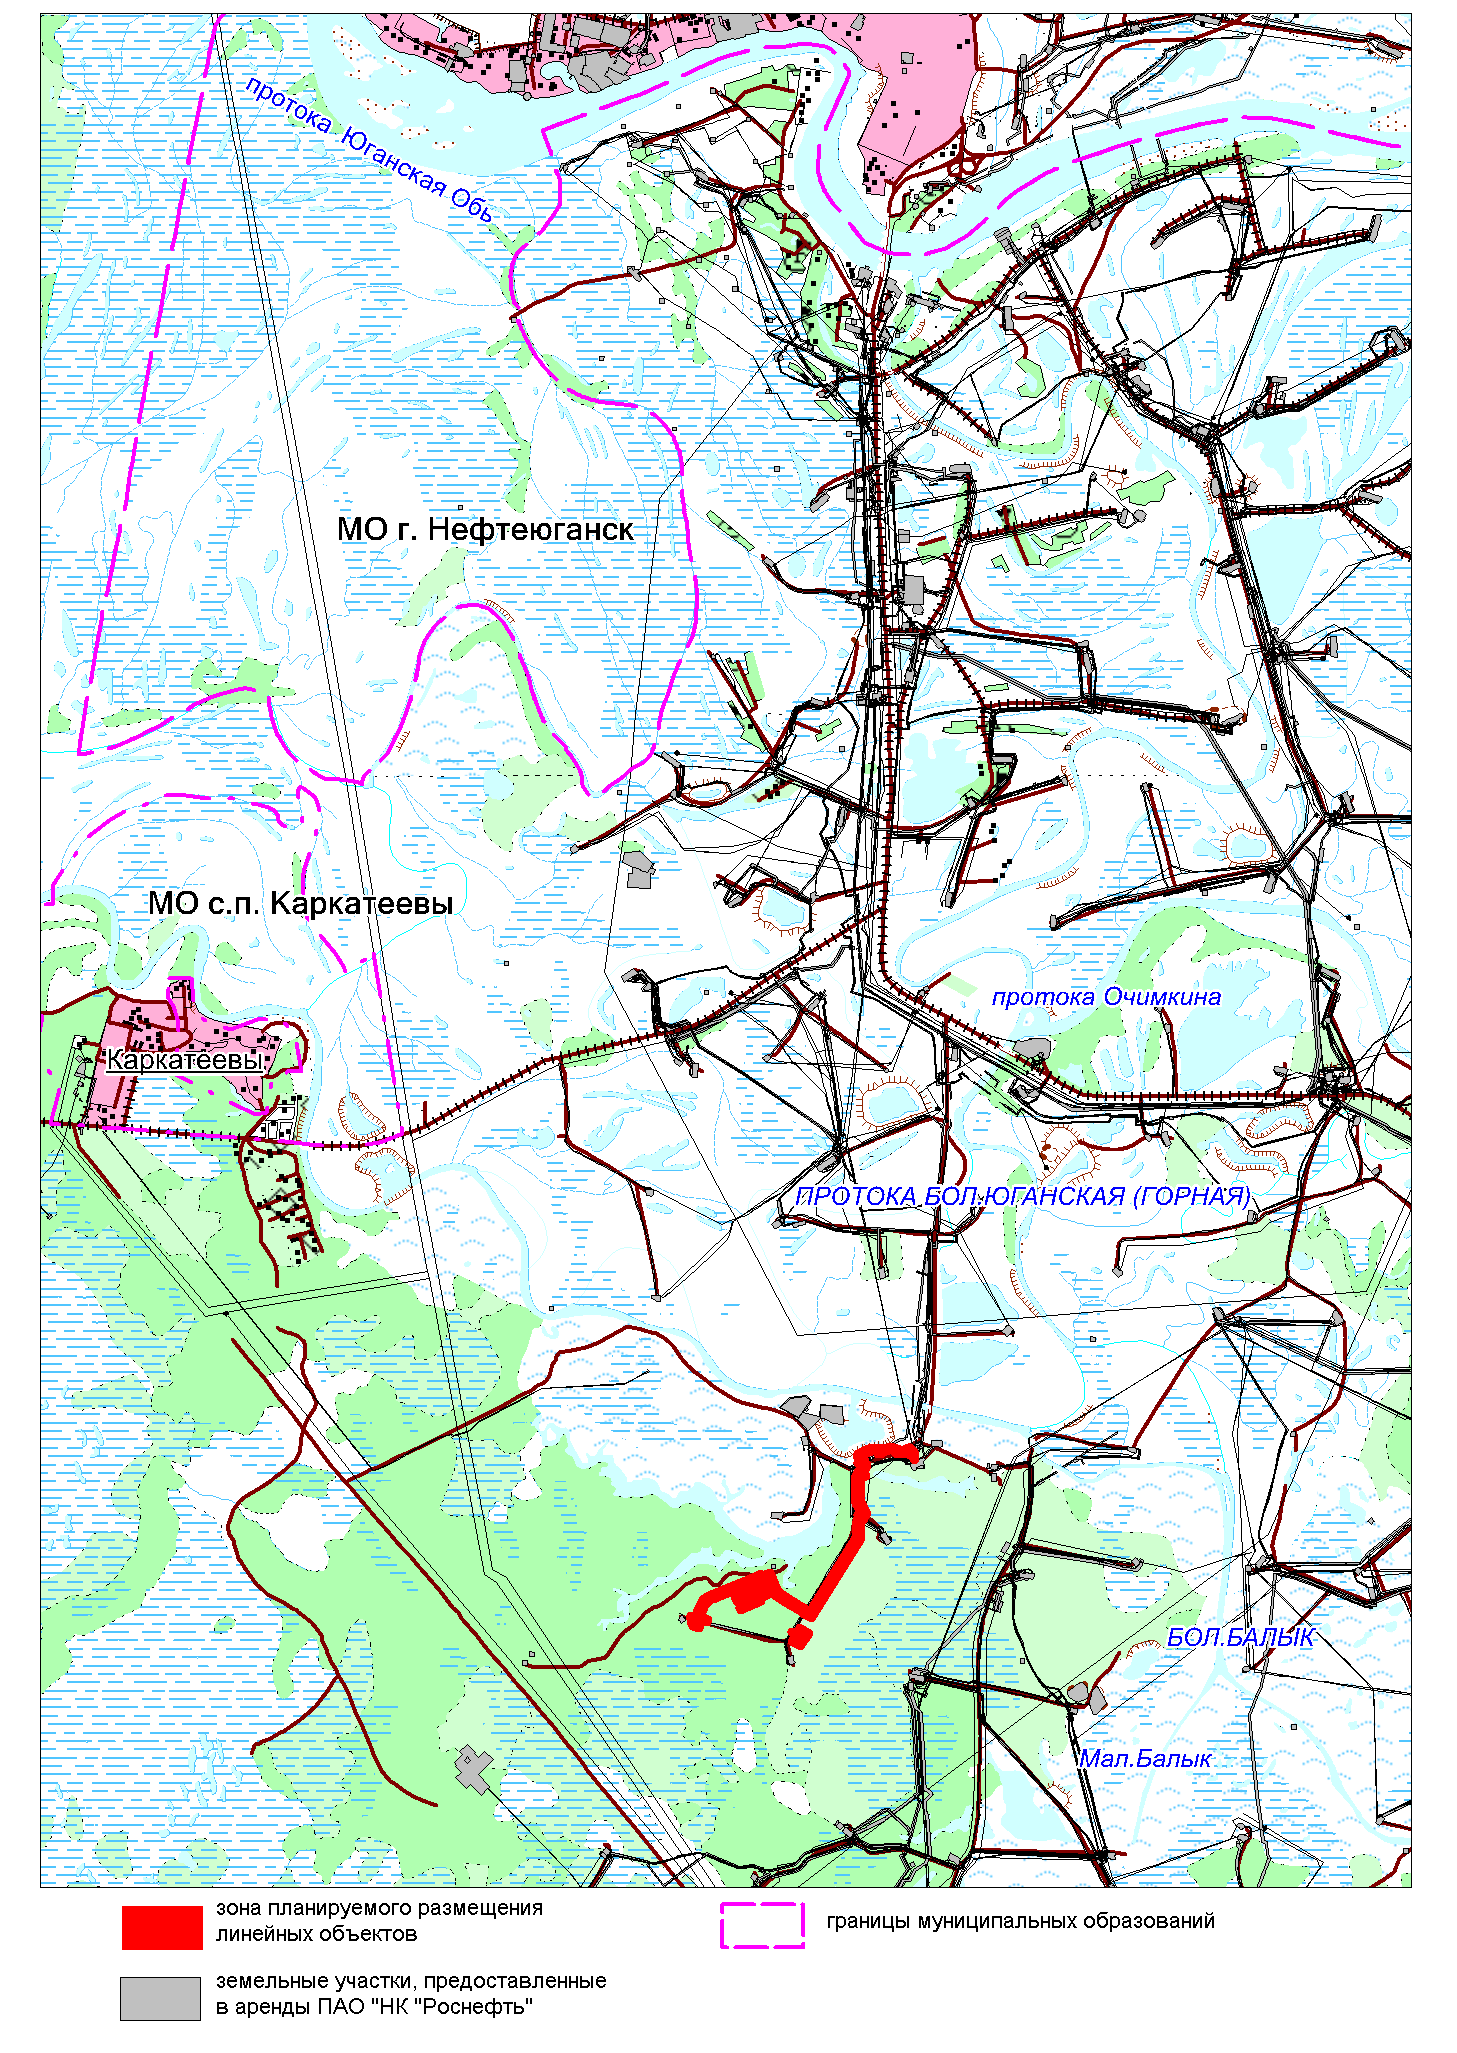 протока Юганская Обь
МО г. Нефтеюганск
МО с.п. Каркатеевы
протока Очимкина
Каркатеевы
ПРОТОКА БОЛ.ЮГАНСКАЯ (ГОРНАЯ)
БОЛ.БАЛЫК
Мал.Балык
зона планируемого размещения
линейных объектов
границы муниципальных образований
земельные участки, предоставленные
в аренды ПАО "НК "Роснефть"